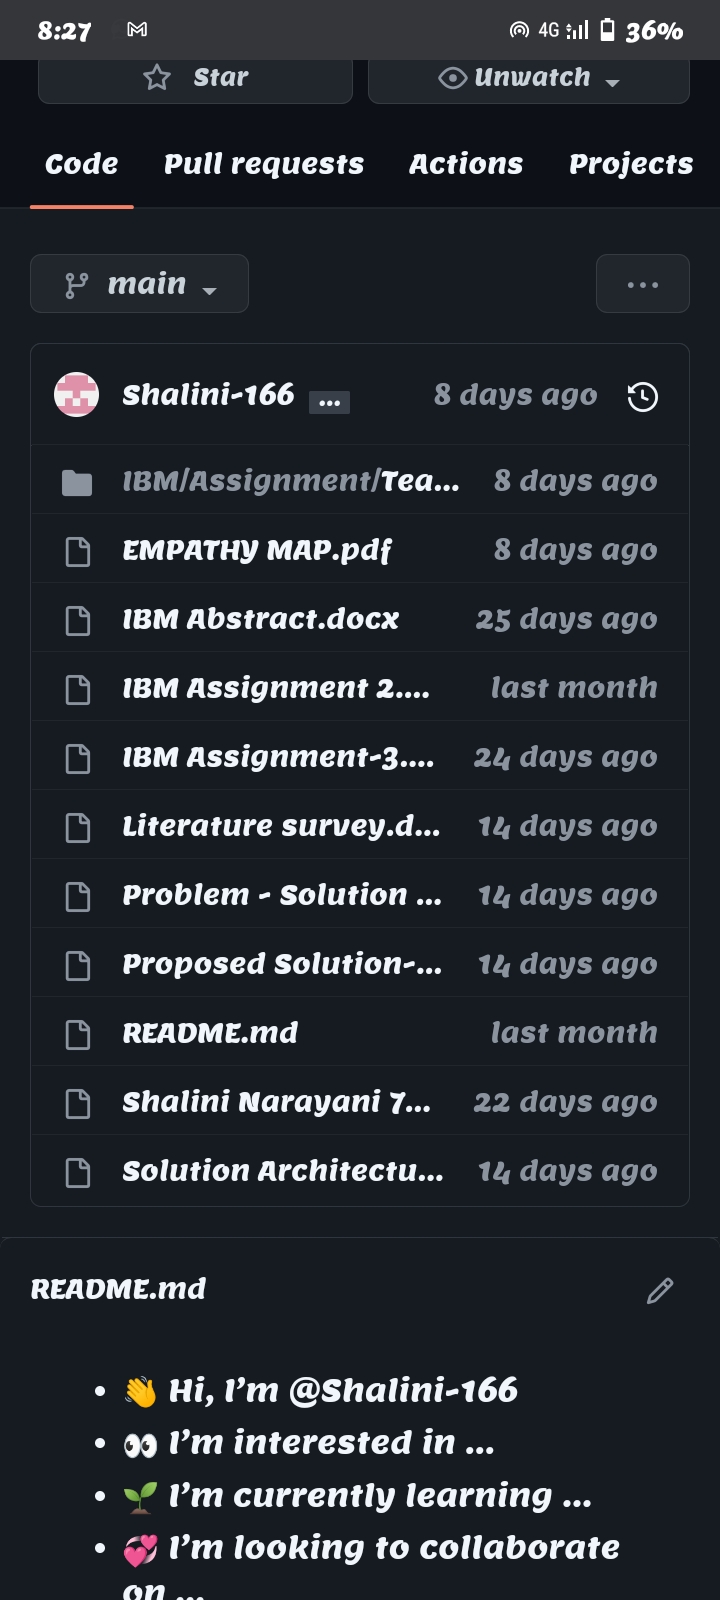 8:27 4G 36%
Star Unwatch
Code Pull requests Actions Projects
main ...
Shalini-166 ... 8 days ago
IBM/Assignment/Tea... 8 days ago
EMPATHY MAP.pdf 8 days ago
IBM Abstract.docx 25 days ago
IBM Assignment 2.... last month
IBM Assignment-3.... 24 days ago
Literature survey.d... 14 days ago
Problem - Solution ... 14 days ago
Proposed Solution-... 14 days ago
README.md last month
Shalini Narayani 7... 22 days ago
Solution Architectu... 14 days ago
README.md
• 👋 Hi, I’m @Shalini-166
• 👀 I’m interested in ...
• 🌱 I’m currently learning ...
• 💞️ I’m looking to collaborate
on ...